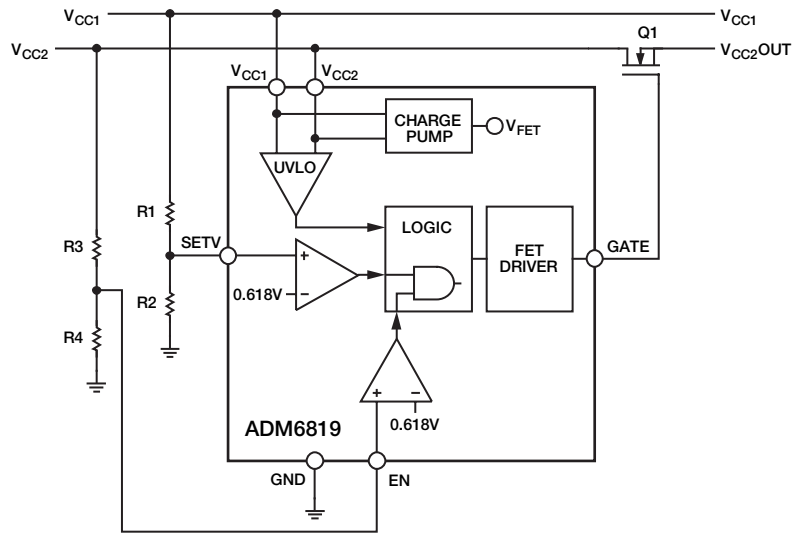 VCC1
VCC1
Q1
VCC2
VCC2OUT
VCC1
VCC2
CHARGE
PUMP
VFET
UVLO
R1
LOGIC
R3
SETV
FET
DRIVER
GATE
+
0.618V
−
R2
R4
+
−
0.618V
ADM6819
GND
EN